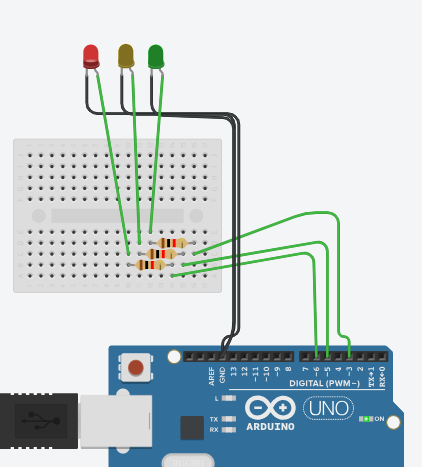 AREF
GND
13
12
~11
~10
~9
8
7
~6
~5
4
~3
2
TX→1
RX←0
DIGITAL (PWM~)
L
TX
RX
UNO
ON
ARDUINO